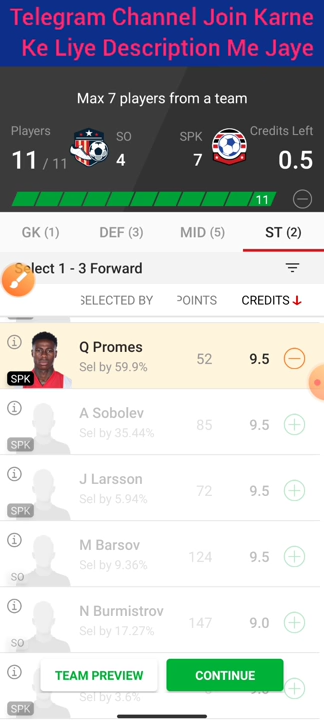 Telegram Channel Join Karne
Ke Liye Description Me Jaye
Max 7 players from a team
Players
SO
SPK
Credits Left
11 / 11
4
7
0.5
11
GK (1)
DEF (3)
MID (5)
ST (2)
Select 1 - 3 Forward
SELECTED BY
POINTS
CREDITS
SPK
Q Promes
Sel by 59.9%
52
9.5
SPK
A Sobolev
Sel by 35.44%
85
9.5
SPK
J Larsson
Sel by 5.94%
72
9.5
SPK
M Barsov
Sel by 9.36%
124
9.5
SO
N Burmistrov
Sel by 17.27%
147
9.0
SO
TEAM PREVIEW
CONTINUE
Sel by 3.6%
SPK